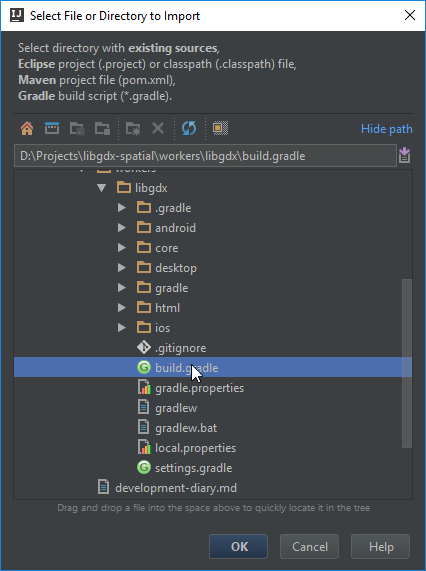 Select File or Directory to Import
Select directory with existing sources,
Eclipse project (.project) or classpath (.classpath) file,
Maven project file (pom.xml),
Gradle build script (*.gradle).
Hide path
D:\Projects\libgdx-spatial\workers\libgdx\build.gradle
workers
libgdx
.gradle
android
core
desktop
gradle
html
ios
.gitignore
build.gradle
gradle.properties
gradlew
gradlew.bat
local.properties
settings.gradle
development-diary.md
Drag and drop a file into the space above to quickly locate it in the tree
OK Cancel Help